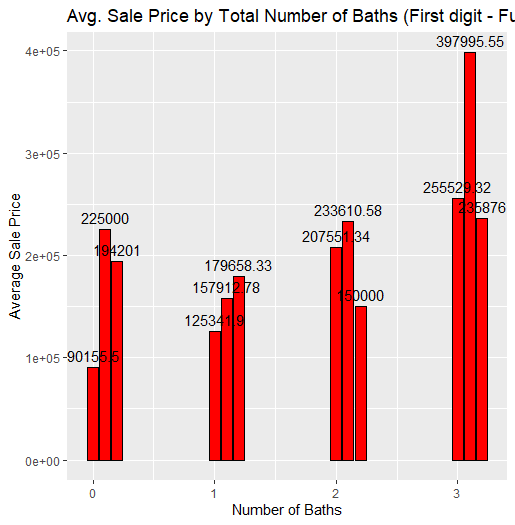 Avg. Sale Price by Total Number of Baths (First digit - Fu
397995.55
4e+05
3e+05
255529.32
235876
225000
233610.58
207551.34
194201
2e+05
179658.33
157912.78
150000
125341.9
90155.5
1e+05
0e+00
Average Sale Price
0 1 2 3
Number of Baths